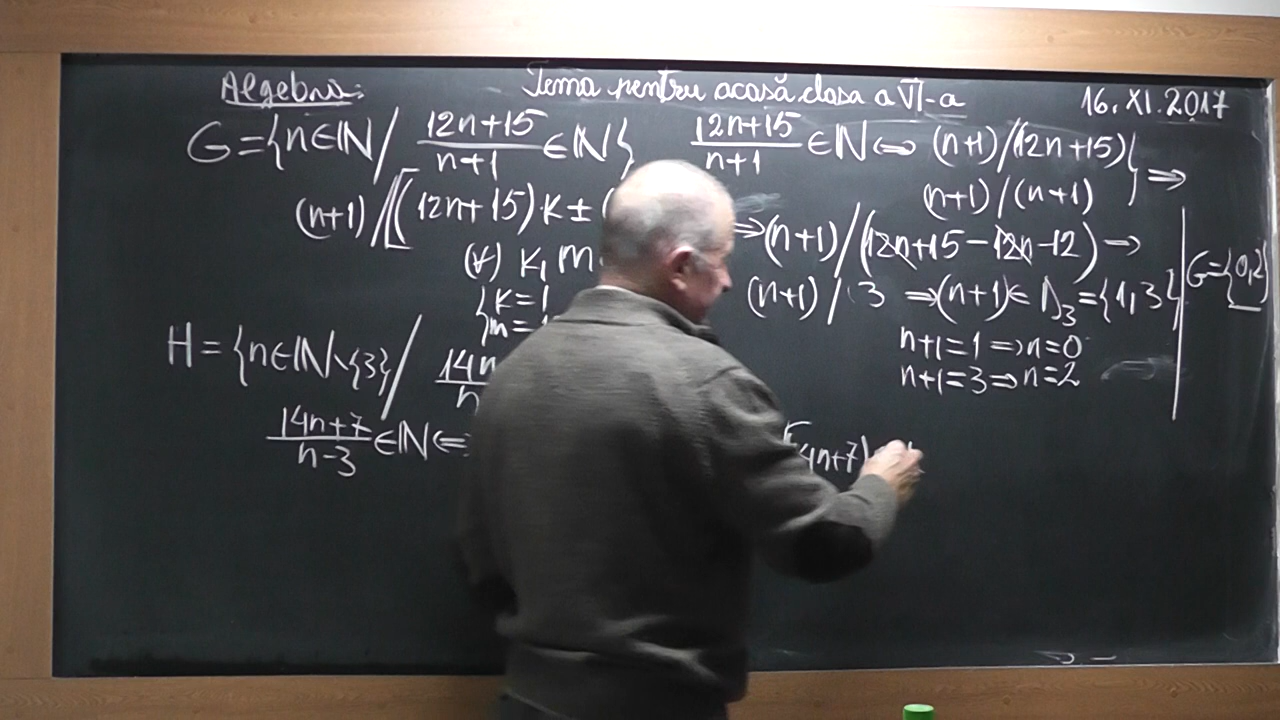 Algebra: Tema pentru acasă clasa a VI-a 16.XI.2017
G={n∈ℕ/ (12n+15)/(n+1) ∈ℕ} (12n+15)/(n+1) ∈ℕ ⇔ (n+1)/(12n+15) } ⇒
(n+1)/(n+1)
(n+1)/[(12n+15)·K± ⇒(n+1)/(12n+15-12n-12) ⇒
(∀) K, m
(n+1)/3 ⇒(n+1)∈ D₃={1,3}
{K=1
m=
n+1=1 ⇒n=0
n+1=3⇒n=2
G={0,2}
H={n∈ℕ\{3}/ 14n
(14n+7)/(n-3) ∈ℕ⇔
4n+7)